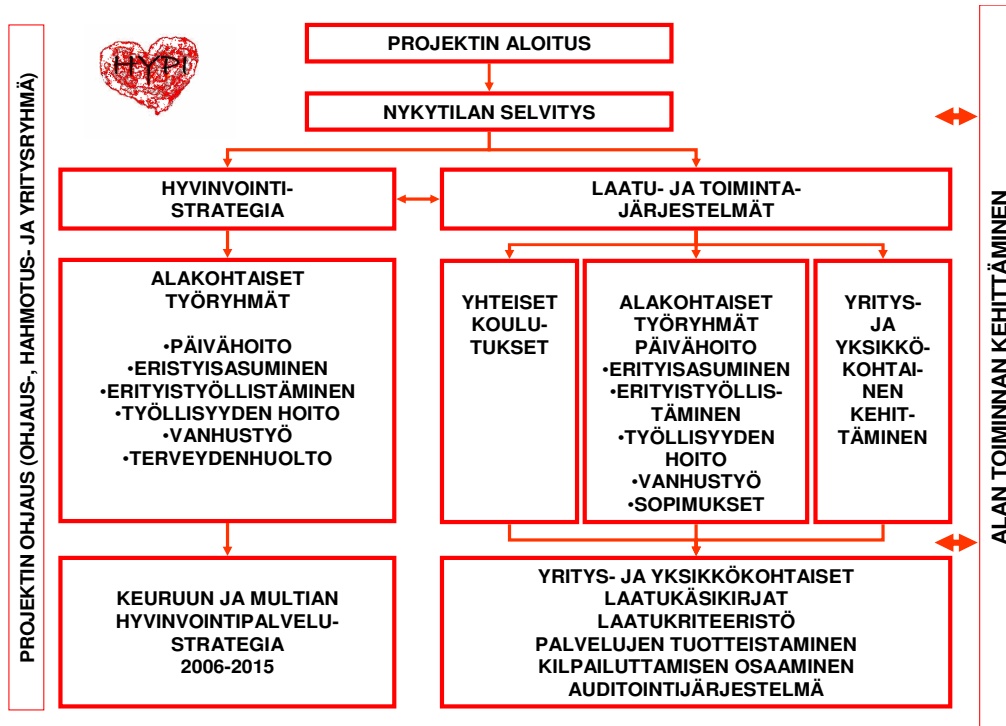 PROJEKTIN OHJAUS (OHJAUS-, HAHMOTUS- JA YRITYSRYHMÄ)
HYPI
PROJEKTIN ALOITUS
NYKYTILAN SELVITYS
HYVINVOINTI-
STRATEGIA
LAATU- JA TOIMINTA-
JÄRJESTELMÄT
ALAKOHTAISET
TYÖRYHMÄT
•PÄIVÄHOITO
•ERISTYISASUMINEN
•ERITYISTYÖLLISTÄMINEN
•TYÖLLISYYDEN HOITO
•VANHUSTYÖ
•TERVEYDENHUOLTO
YHTEISET
KOULU-
TUKSET
ALAKOHTAISET
TYÖRYHMÄT
PÄIVÄHOITO
•ERITYISASUMINEN
•ERITYISTYÖLLIS-
TÄMINEN
•TYÖLLISYYDEN
HOITO
•VANHUSTYÖ
•SOPIMUKSET
YRITYS-
JA
YKSIKKÖ-
KOHTAI-
NEN
KEHIT-
TÄMINEN
KEURUUN JA MULTIAN
HYVINVOINTIPALVELU-
STRATEGIA
2006-2015
YRITYS- JA YKSIKKÖKOHTAISET
LAATUKÄSIKIRJAT
LAATUKRITEERISTÖ
PALVELUJEN TUOTTEISTAMINEN
KILPAILUTTAMISEN OSAAMINEN
AUDITOINTIJÄRJESTELMÄ
ALAN TOIMINNAN KEHITTÄMINEN